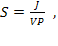 S = J / VP ,